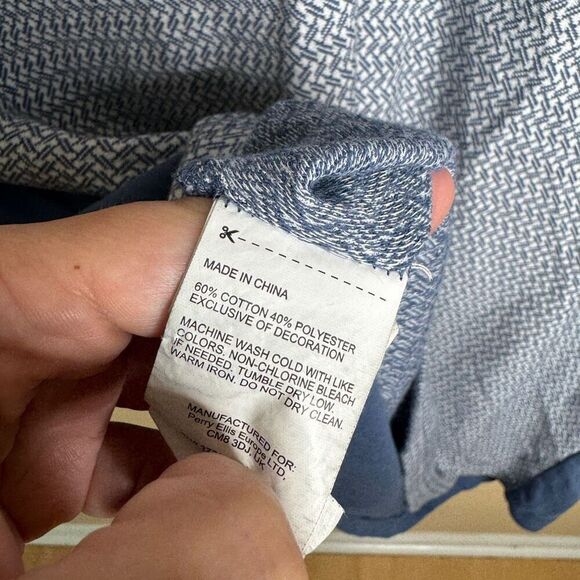 MADE IN CHINA
60% COTTON 40% POLYESTER
EXCLUSIVE OF DECORATION
MACHINE WASH COLD WITH LIKE
COLORS. NON-CHLORINE BLEACH
IF NEEDED. TUMBLE DRY LOW.
WARM IRON. DO NOT DRY CLEAN.
MANUFACTURED FOR:
Perry Ellis Europe LTD,
CM8 3DJ, UK